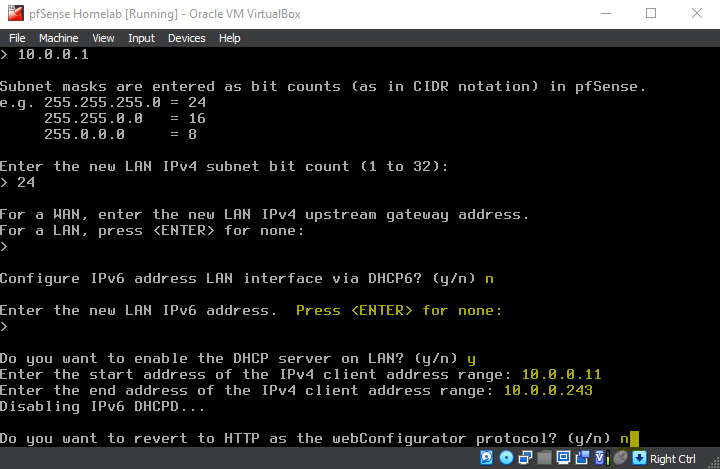 pfSense Homelab [Running] - Oracle VM VirtualBox
File Machine View Input Devices Help
> 10.0.0.1
Subnet masks are entered as bit counts (as in CIDR notation) in pfSense.
e.g. 255.255.255.0 = 24
255.255.0.0 = 16
255.0.0.0 = 8
Enter the new LAN IPv4 subnet bit count (1 to 32):
> 24
For a WAN, enter the new LAN IPv4 upstream gateway address.
For a LAN, press <ENTER> for none:
>
Configure IPv6 address LAN interface via DHCP6? (y/n) n
Enter the new LAN IPv6 address.  Press <ENTER> for none:
>
Do you want to enable the DHCP server on LAN? (y/n) y
Enter the start address of the IPv4 client address range: 10.0.0.11
Enter the end address of the IPv4 client address range: 10.0.0.243
Disabling IPv6 DHCPD...
Do you want to revert to HTTP as the webConfigurator protocol? (y/n) n
Right Ctrl